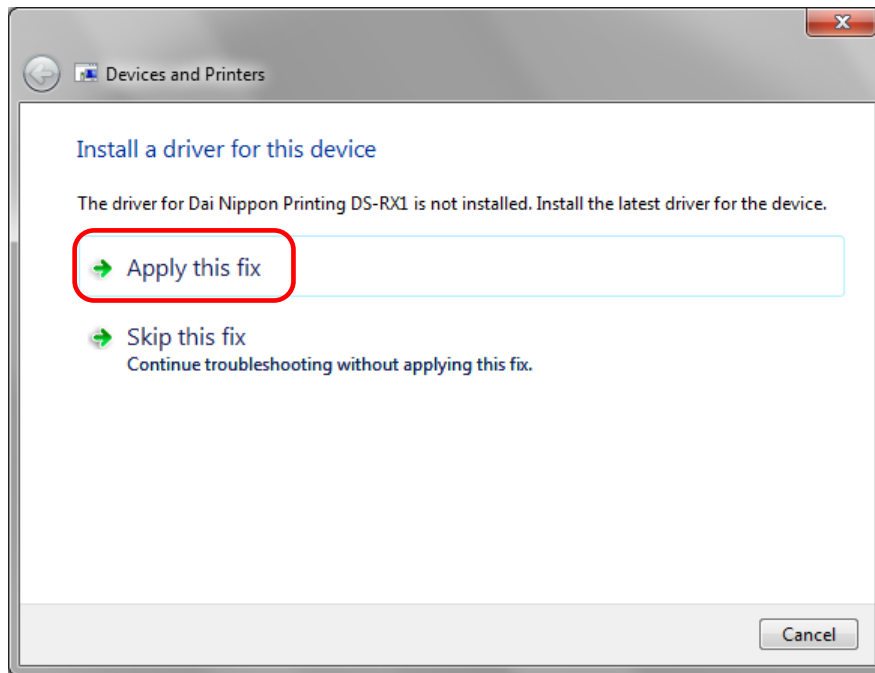 Devices and Printers
Install a driver for this device
The driver for Dai Nippon Printing DS-RX1 is not installed. Install the latest driver for the device.
Apply this fix
Skip this fix
Continue troubleshooting without applying this fix.
Cancel